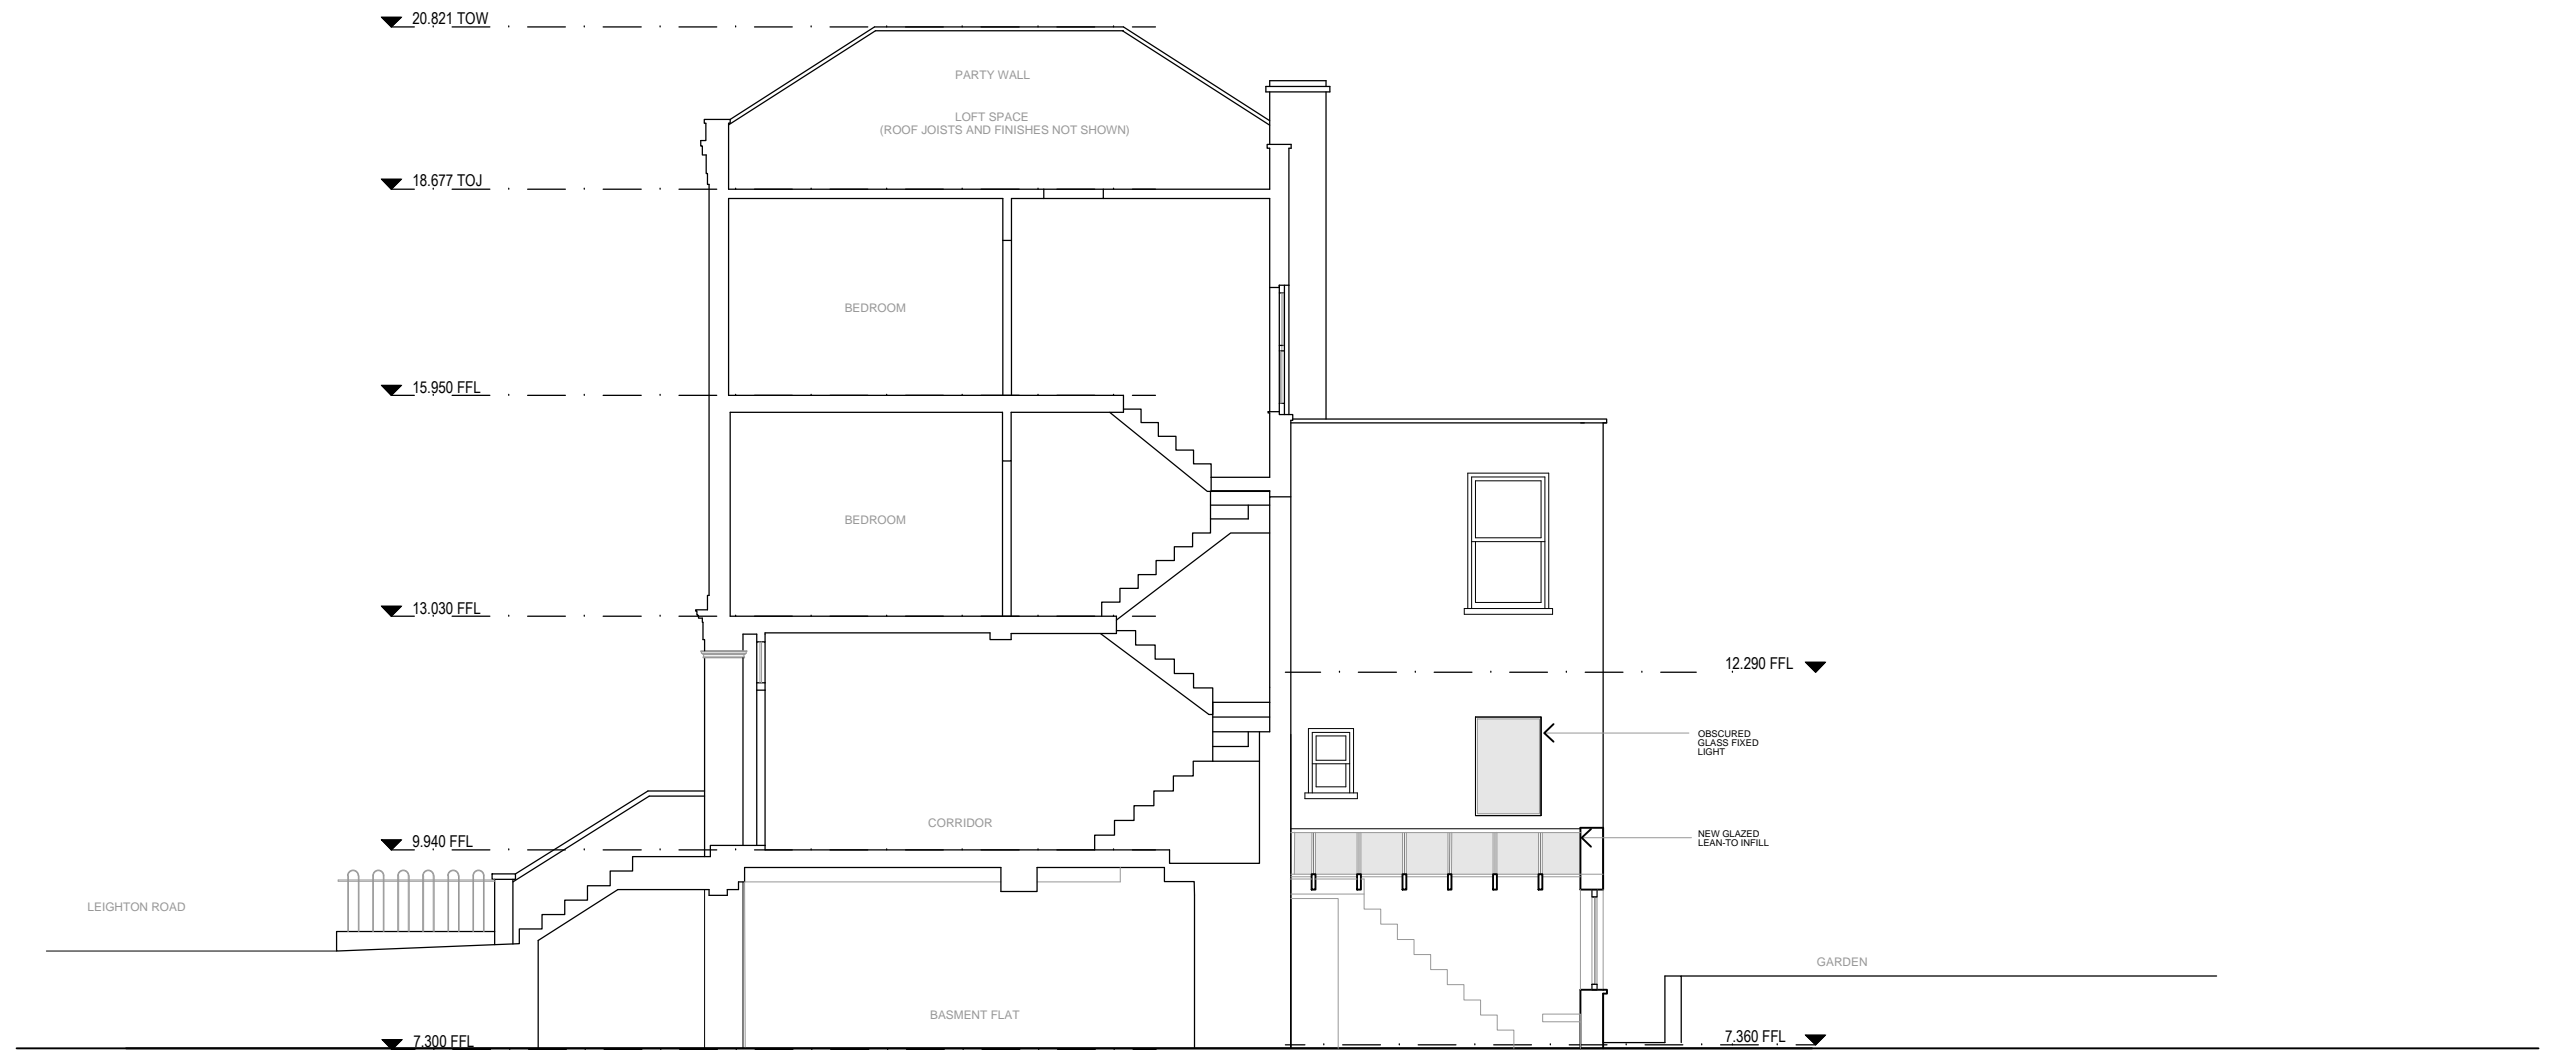 20.821 TOW
PARTY WALL
LOFT SPACE
(ROOF JOISTS AND FINISHES NOT SHOWN)
18.677 TOJ
BEDROOM
15.950 FFL
BEDROOM
13.030 FFL
12.290 FFL
OBSCURED
GLASS FIXED
LIGHT
CORRIDOR
NEW GLAZED
LEAN-TO INFILL
9.940 FFL
LEIGHTON ROAD
GARDEN
BASMENT FLAT
7.300 FFL
7.360 FFL